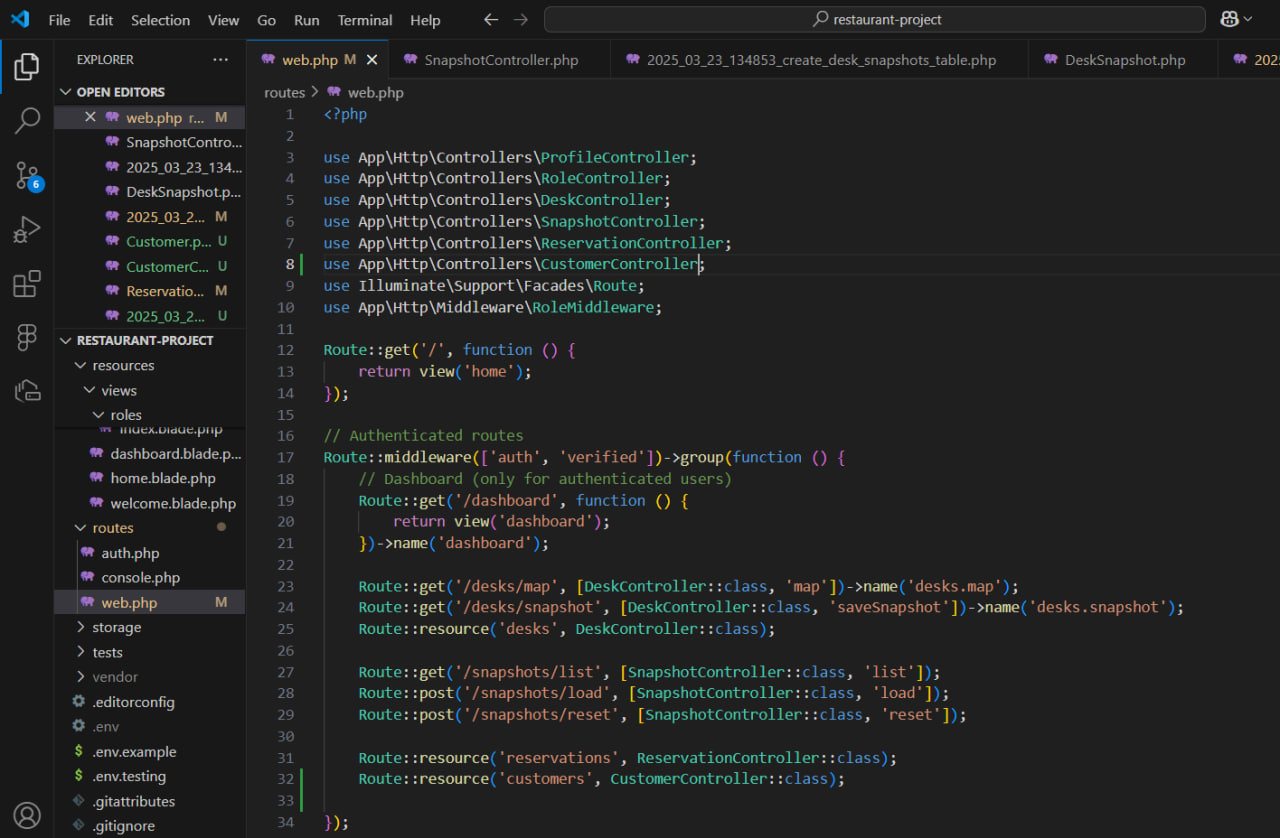 File Edit Selection View Go Run Terminal Help
restaurant-project
EXPLORER
web.php M
SnapshotController.php
2025_03_23_134853_create_desk_snapshots_table.php
DeskSnapshot.php
OPEN EDITORS
web.php r... M
SnapshotContro...
2025_03_23_134...
DeskSnapshot.p...
2025_03_2... M
Customer.p... U
CustomerC... U
Reservatio... M
2025_03_2... U
6
RESTAURANT-PROJECT
resources
views
roles
index.blade.php
dashboard.blade.p...
home.blade.php
welcome.blade.php
routes
auth.php
console.php
web.php M
storage
tests
vendor
.editorconfig
.env
.env.example
.env.testing
.gitattributes
.gitignore
routes > web.php
1 <?php
2
3 use App\Http\Controllers\ProfileController;
4 use App\Http\Controllers\RoleController;
5 use App\Http\Controllers\DeskController;
6 use App\Http\Controllers\SnapshotController;
7 use App\Http\Controllers\ReservationController;
8 use App\Http\Controllers\CustomerController;
9 use Illuminate\Support\Facades\Route;
10 use App\Http\Middleware\RoleMiddleware;
11
12 Route::get('/', function () {
13 return view('home');
14 });
15
16 // Authenticated routes
17 Route::middleware(['auth', 'verified'])->group(function () {
18 // Dashboard (only for authenticated users)
19 Route::get('/dashboard', function () {
20 return view('dashboard');
21 })->name('dashboard');
22
23 Route::get('/desks/map', [DeskController::class, 'map'])->name('desks.map');
24 Route::get('/desks/snapshot', [DeskController::class, 'saveSnapshot'])->name('desks.snapshot');
25 Route::resource('desks', DeskController::class);
26
27 Route::get('/snapshots/list', [SnapshotController::class, 'list']);
28 Route::post('/snapshots/load', [SnapshotController::class, 'load']);
29 Route::post('/snapshots/reset', [SnapshotController::class, 'reset']);
30
31 Route::resource('reservations', ReservationController::class);
32 Route::resource('customers', CustomerController::class);
33
34 });